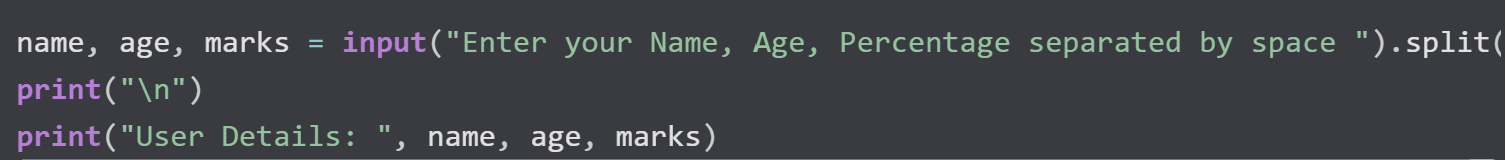 name, age, marks = input("Enter your Name, Age, Percentage separated by space ").split(
print("\n")
print("User Details: ", name, age, marks)